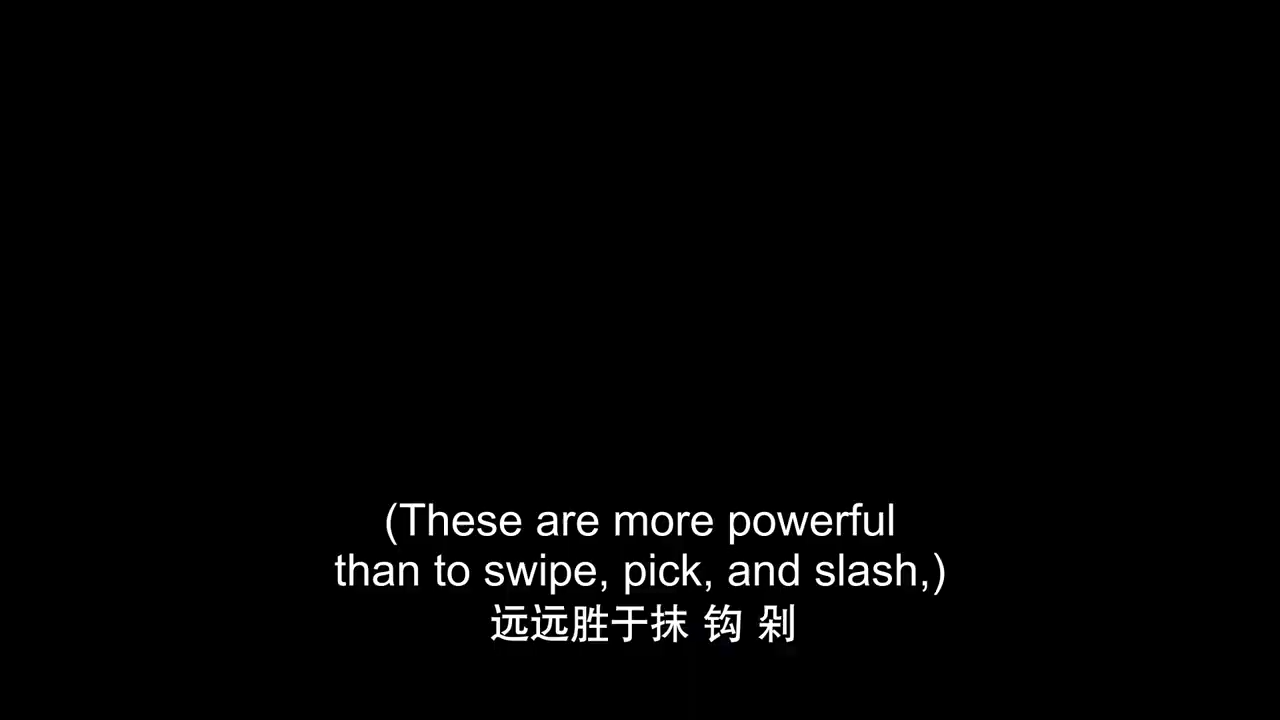 (These are more powerful
than to swipe, pick, and slash,)
远远胜于抹 钩 剁